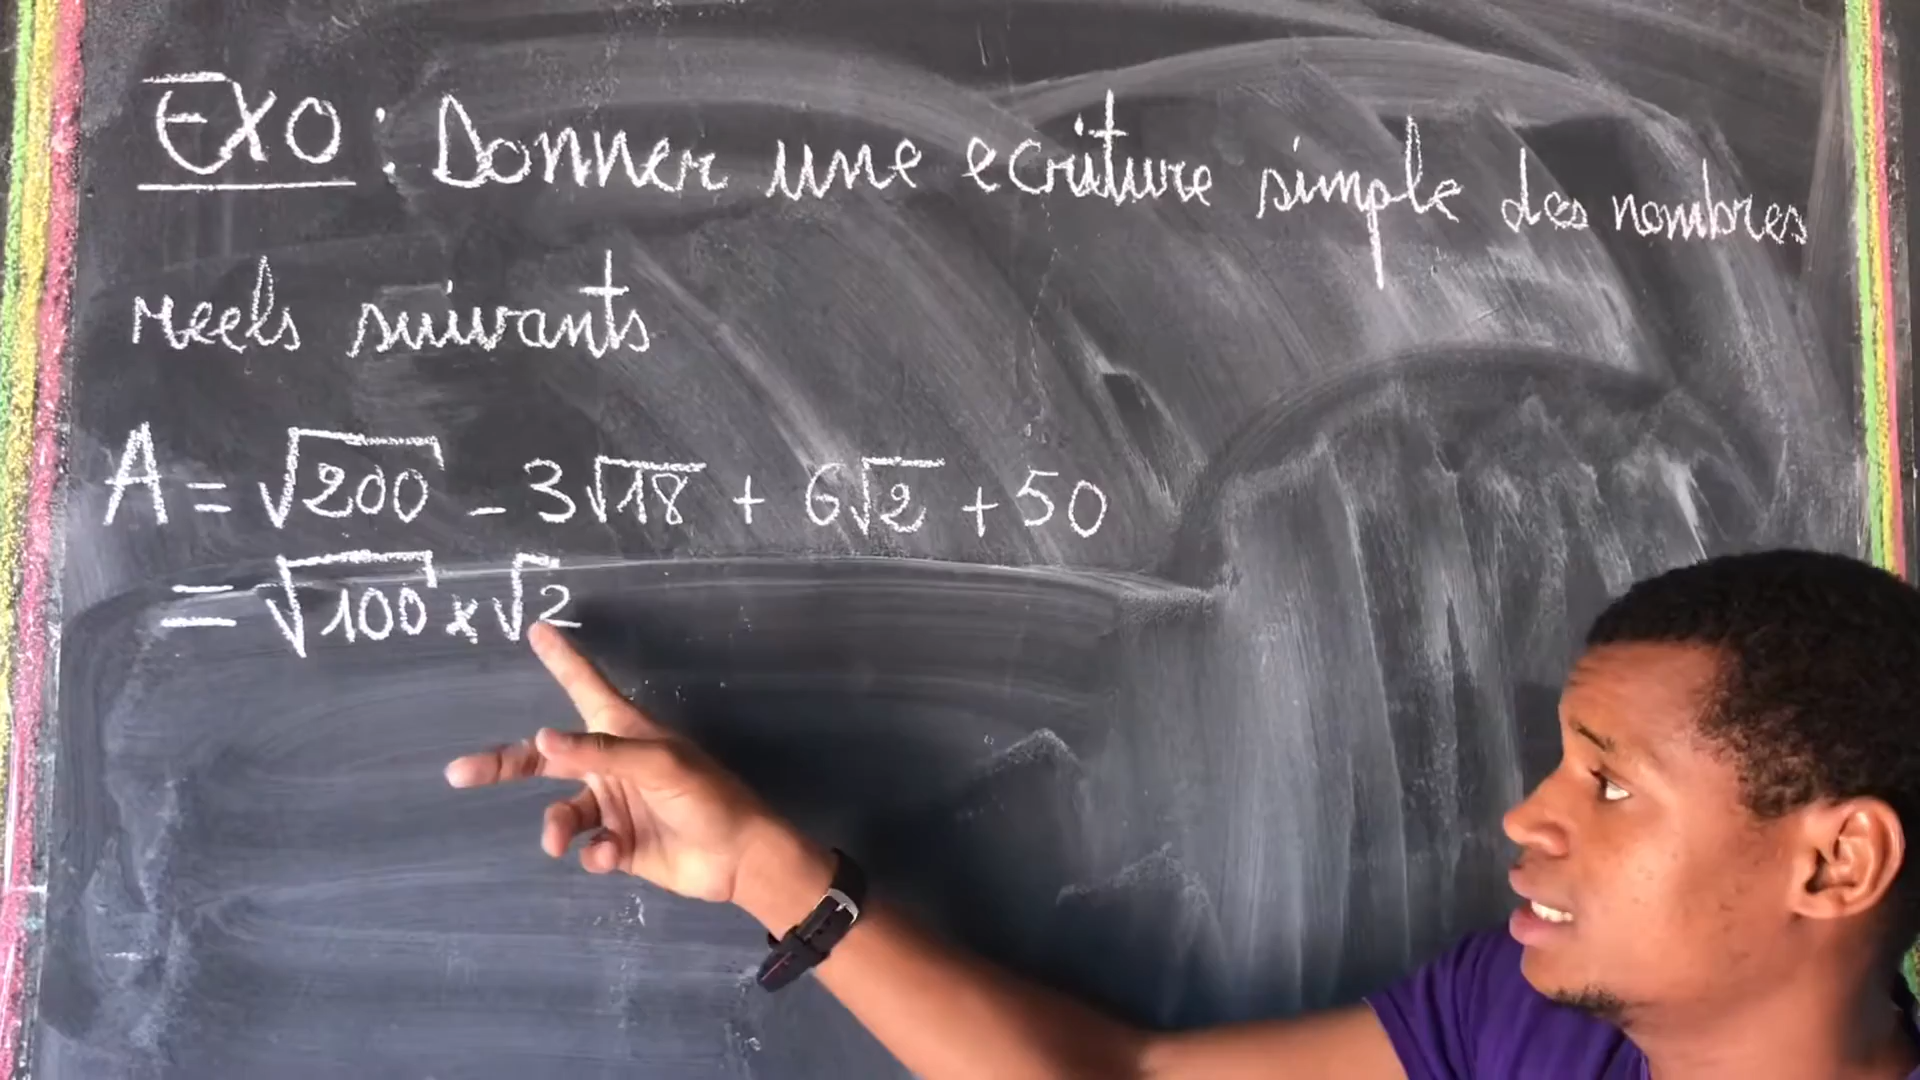 EXO : Donner une ecriture simple des nombres
reels suivants
A = √200 - 3√18 + 6√2 + 50
= √100 × √2